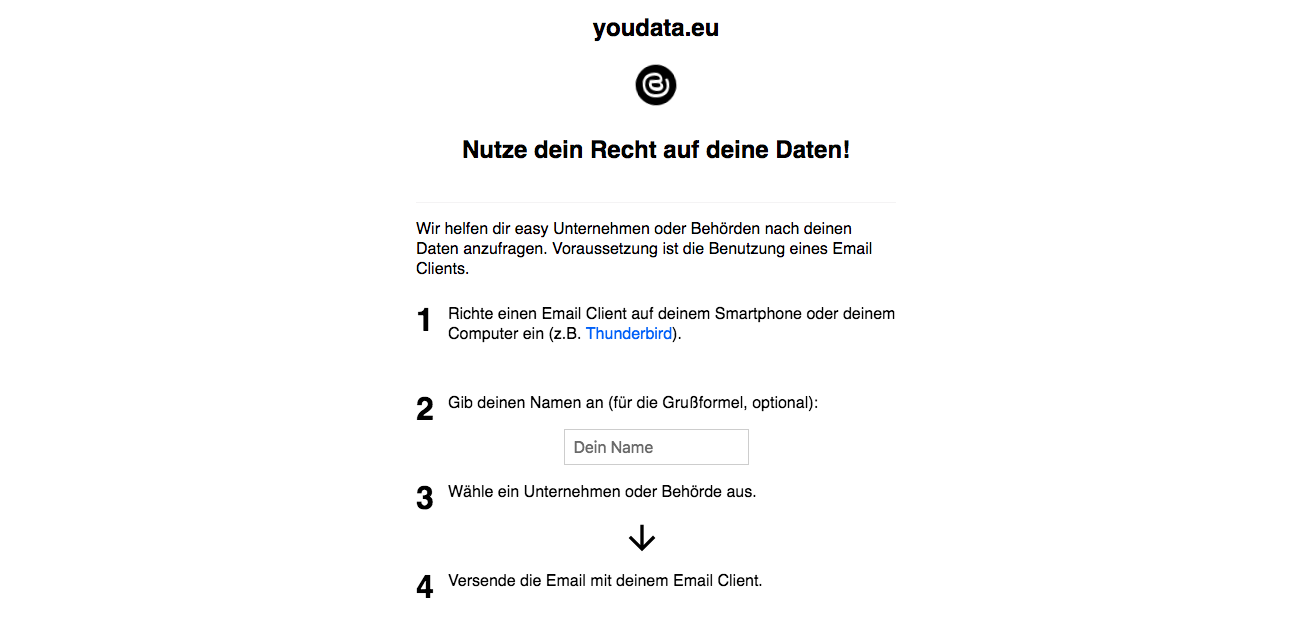 youdata.eu
Nutze dein Recht auf deine Daten!
Wir helfen dir easy Unternehmen oder Behörden nach deinen
Daten anzufragen. Voraussetzung ist die Benutzung eines Email
Clients.
1 Richte einen Email Client auf deinem Smartphone oder deinem
Computer ein (z.B. Thunderbird).
2 Gib deinen Namen an (für die Grußformel, optional):
Dein Name
3 Wähle ein Unternehmen oder Behörde aus.
4 Versende die Email mit deinem Email Client.